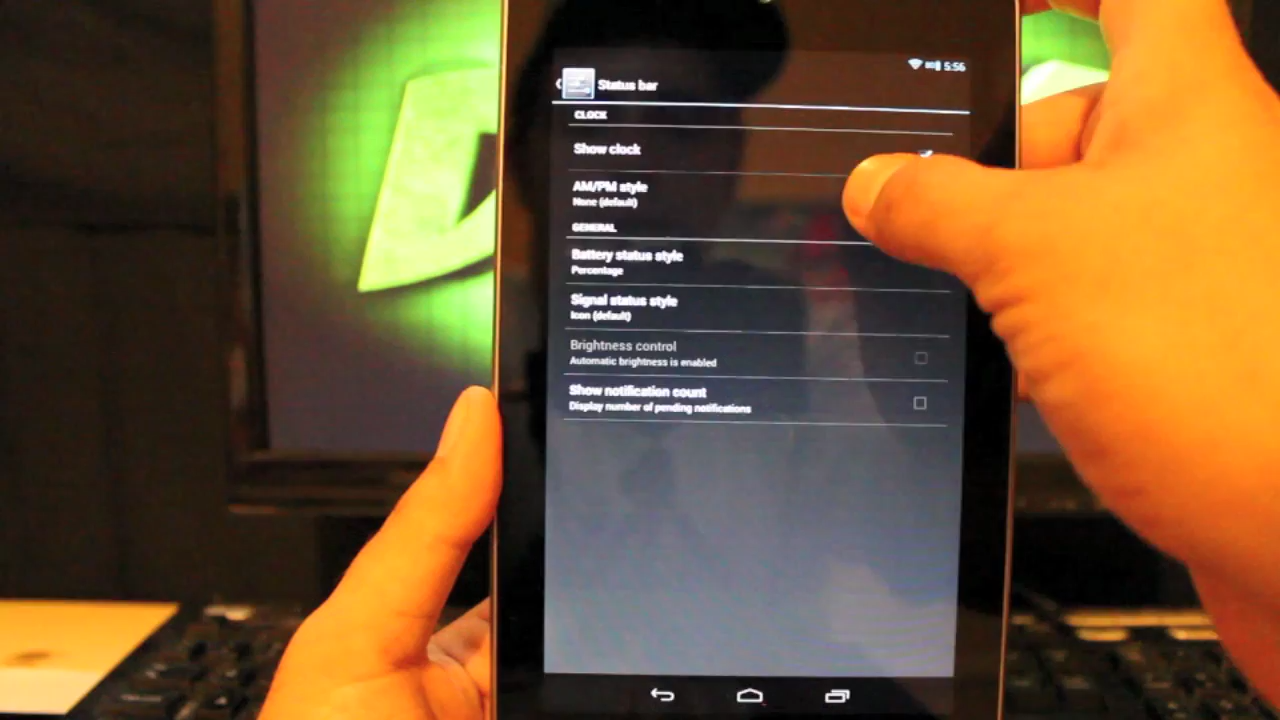 5:56
Status bar
CLOCK
Show clock
AM/PM style
None (default)
GENERAL
Battery status style
Percentage
Signal status style
Icon (default)
Brightness control
Automatic brightness is enabled
Show notification count
Display number of pending notifications